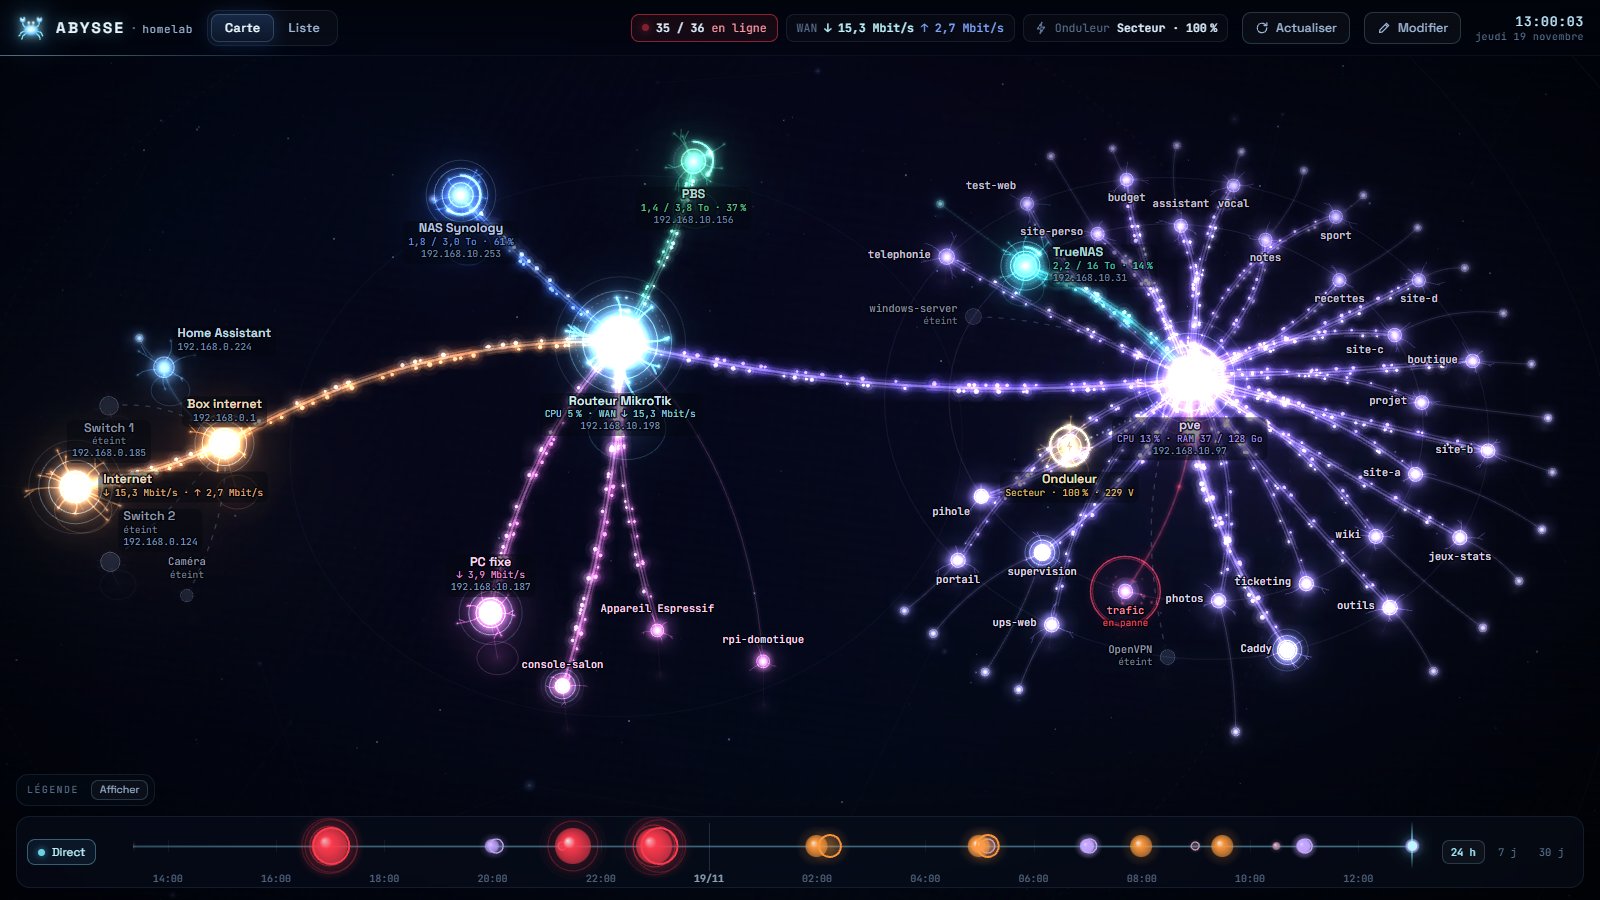 ABYSSE · homelab
Carte
Liste
35 / 36 en ligne
WAN ↓ 15,3 Mbit/s ↑ 2,7 Mbit/s
Onduleur Secteur · 100 %
Actualiser
Modifier
13:00:03
jeudi 19 novembre
NAS Synology
1,8 / 3,0 To · 61 %
192.168.10.253
PBS
1,4 / 3,8 To · 37 %
192.168.10.156
Home Assistant
192.168.0.224
Box internet
192.168.0.1
Switch 1
éteint
192.168.0.185
Internet
↓ 15,3 Mbit/s · ↑ 2,7 Mbit/s
Switch 2
éteint
192.168.0.124
Caméra
éteint
Routeur MikroTik
CPU 5 % · WAN ↓ 15,3 Mbit/s
192.168.10.198
PC fixe
↓ 3,9 Mbit/s
192.168.10.187
Appareil Espressif
rpi-domotique
console-salon
test-web
budget
assistant
vocal
site-perso
sport
telephonie
TrueNAS
2,2 / 16 To · 14 %
192.168.10.31
notes
windows-server
éteint
recettes
site-d
site-c
boutique
projet
pve
CPU 13 % · RAM 37 / 128 Go
192.168.10.97
site-b
site-a
Onduleur
Secteur · 100 % · 229 V
pihole
wiki
jeux-stats
supervision
portail
ticketing
photos
outils
trafic
en panne
ups-web
OpenVPN
éteint
Caddy
LÉGENDE
Afficher
Direct
14:00
16:00
18:00
20:00
22:00
19/11
02:00
04:00
06:00
08:00
10:00
12:00
24 h
7 j
30 j